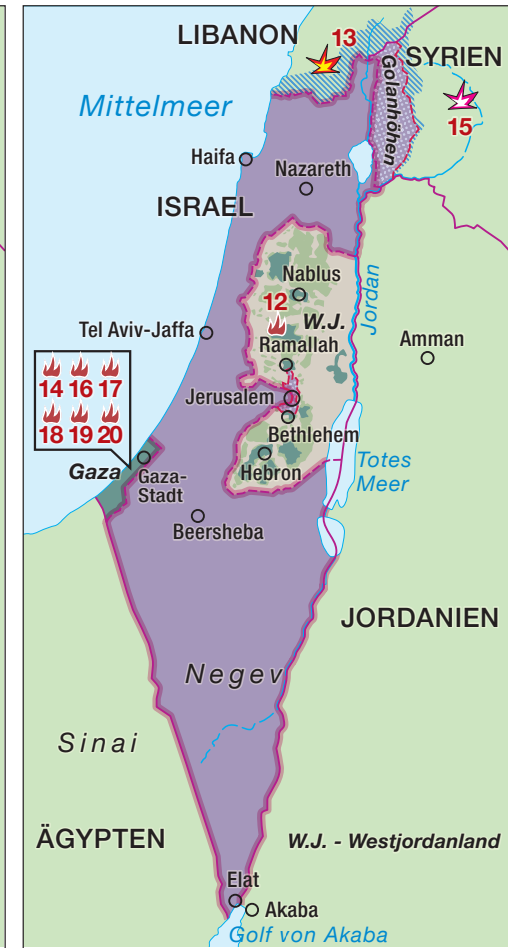 LIBANON
13
SYRIEN
15
Golanhöhen
Mittelmeer
Haifa
Nazareth
ISRAEL
Nablus
12
W.J.
Jordan
Tel Aviv-Jaffa
Ramallah
Amman
14 16 17
18 19 20
Jerusalem
Bethlehem
Gaza
Gaza-
Stadt
Hebron
Totes
Meer
Beersheba
JORDANIEN
Negev
Sinai
ÄGYPTEN
W.J. - Westjordanland
Elat
Akaba
Golf von Akaba